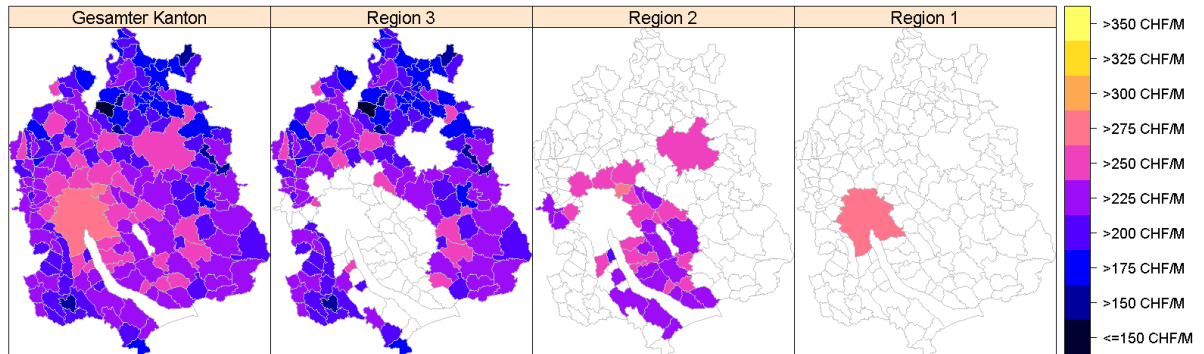 Gesamter Kanton
Region 3
Region 2
Region 1
>350 CHF/M
>325 CHF/M
>300 CHF/M
>275 CHF/M
>250 CHF/M
>225 CHF/M
>200 CHF/M
>175 CHF/M
>150 CHF/M
<=150 CHF/M